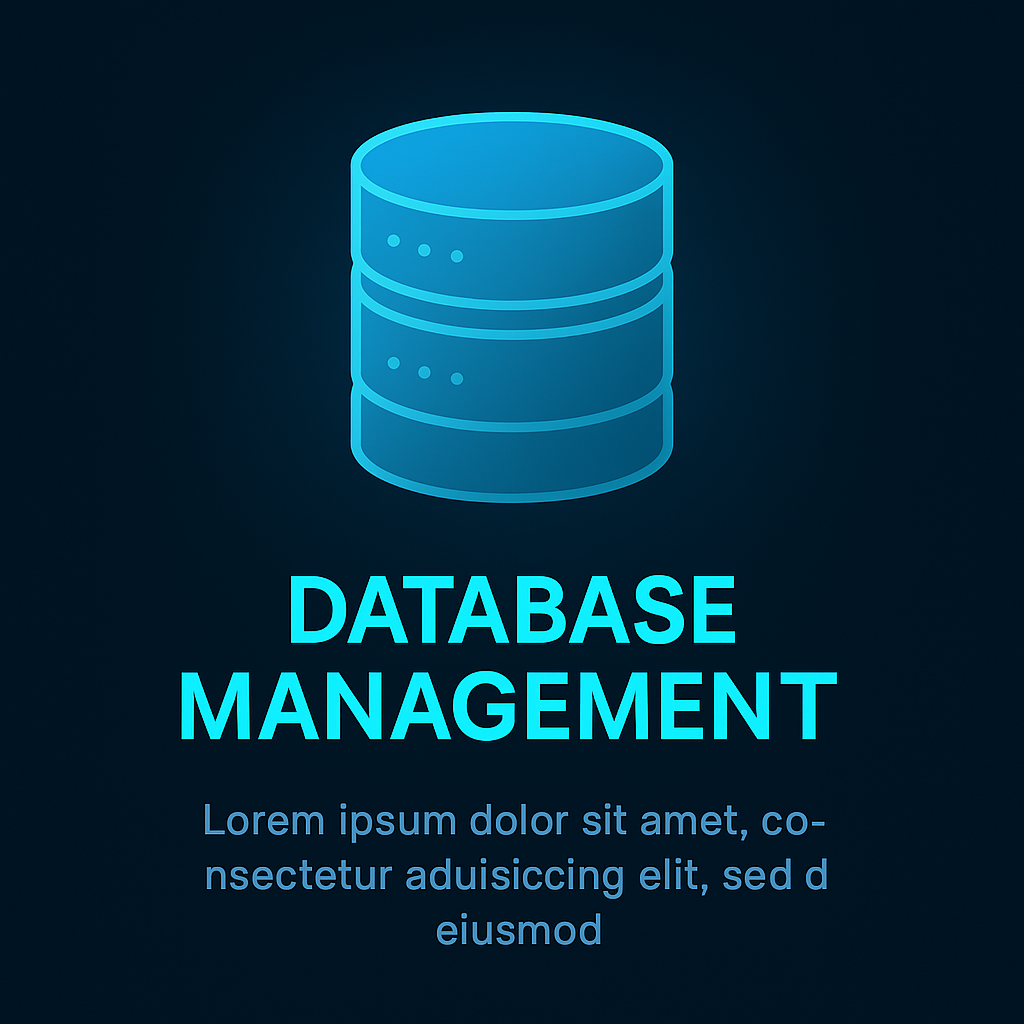 DATABASE
MANAGEMENT
Lorem ipsum dolor sit amet, co-
nsectetur aduisiccing elit, sed d
eiusmod